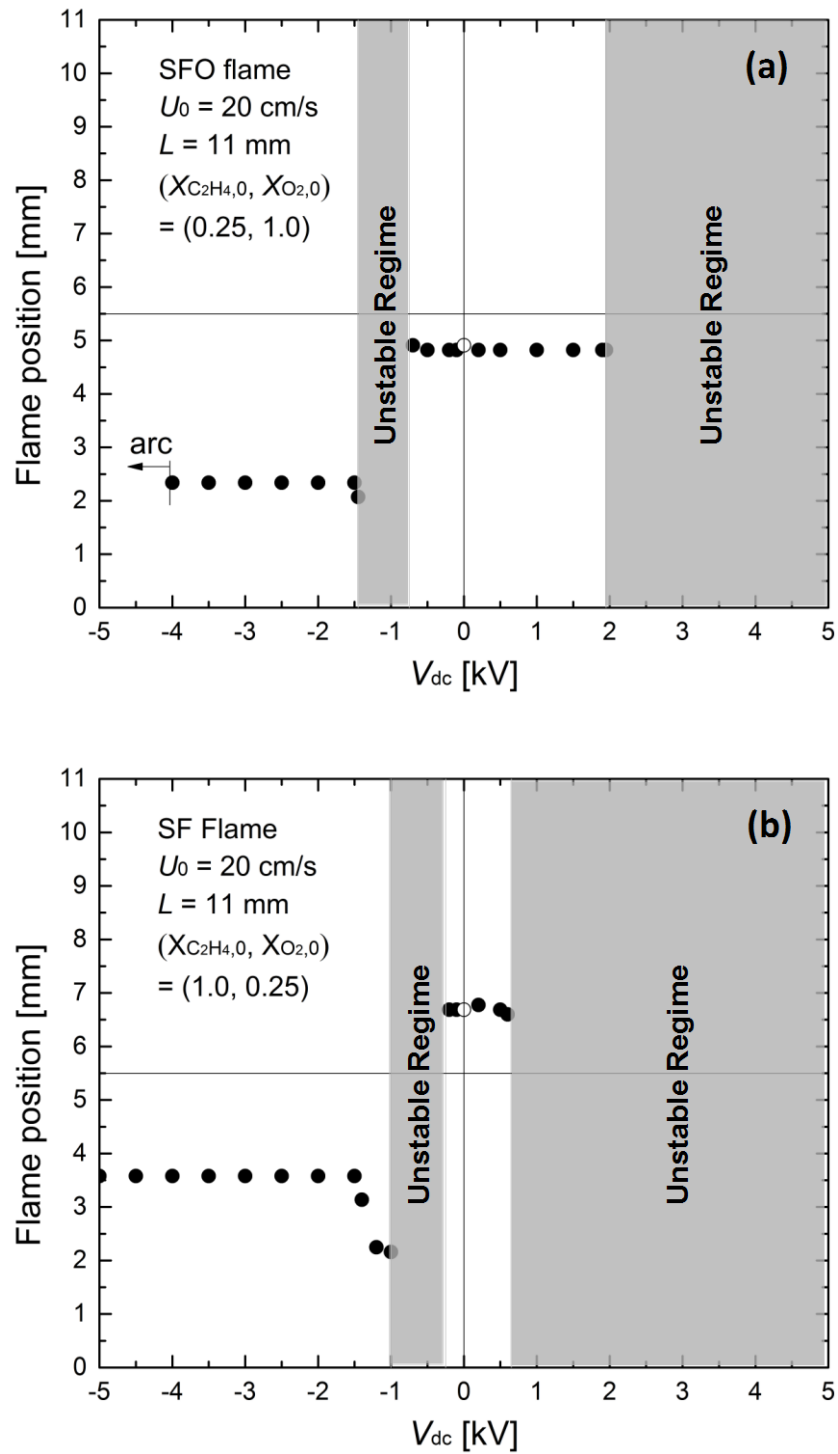 11
10
9
8
7
6
5
4
3
2
1
0
Flame position [mm]
SFO flame
U0 = 20 cm/s
L = 11 mm
(XC2H4,0, XO2,0)
= (0.25, 1.0)
(a)
Unstable Regime
Unstable Regime
arc
-5 -4 -3 -2 -1 0 1 2 3 4 5
Vdc [kV]
11
10
9
8
7
6
5
4
3
2
1
0
Flame position [mm]
SF Flame
U0 = 20 cm/s
L = 11 mm
(XC2H4,0, XO2,0)
= (1.0, 0.25)
(b)
Unstable Regime
Unstable Regime
-5 -4 -3 -2 -1 0 1 2 3 4 5
Vdc [kV]